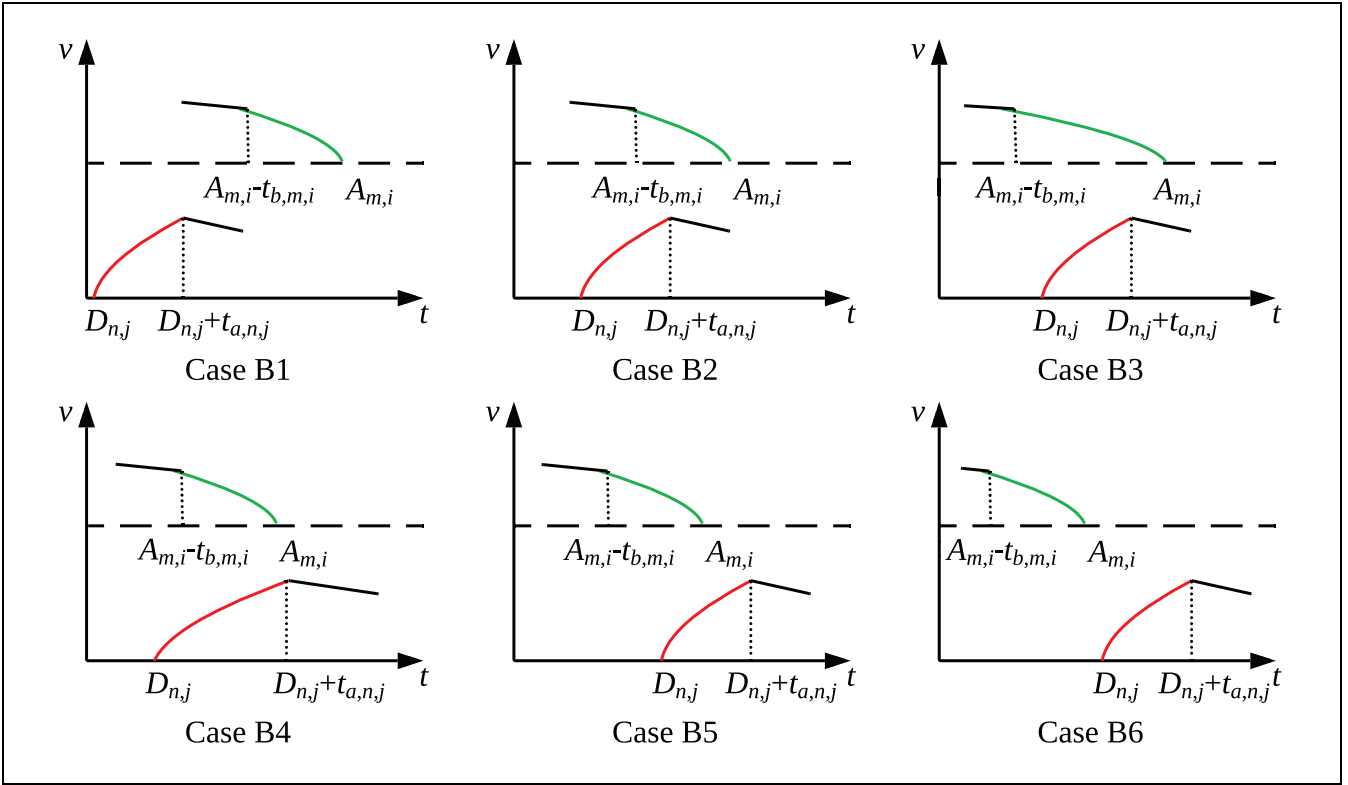 v
A_{m,i}-t_{b,m,i} A_{m,i}
D_{n,j} D_{n,j}+t_{a,n,j} t
Case B1
v
A_{m,i}-t_{b,m,i} A_{m,i}
D_{n,j} D_{n,j}+t_{a,n,j} t
Case B2
v
A_{m,i}-t_{b,m,i} A_{m,i}
D_{n,j} D_{n,j}+t_{a,n,j} t
Case B3
v
A_{m,i}-t_{b,m,i} A_{m,i}
D_{n,j} D_{n,j}+t_{a,n,j} t
Case B4
v
A_{m,i}-t_{b,m,i} A_{m,i}
D_{n,j} D_{n,j}+t_{a,n,j} t
Case B5
v
A_{m,i}-t_{b,m,i} A_{m,i}
D_{n,j} D_{n,j}+t_{a,n,j} t
Case B6